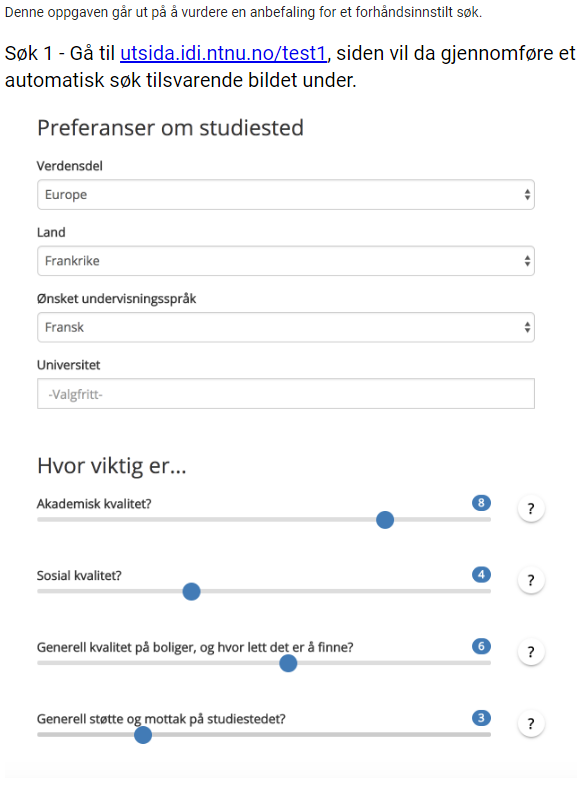 Denne oppgaven går ut på å vurdere en anbefaling for et forhåndsinnstilt søk.
Søk 1 - Gå til utsida.idi.ntnu.no/test1, siden vil da gjennomføre et
automatisk søk tilsvarende bildet under.
Preferanser om studiested
Verdensdel
Europe
Land
Frankrike
Ønsket undervisningsspråk
Fransk
Universitet
-Valgfritt-
Hvor viktig er...
Akademisk kvalitet? 8 ?
Sosial kvalitet? 4 ?
Generell kvalitet på boliger, og hvor lett det er å finne? 6 ?
Generell støtte og mottak på studiestedet? 3 ?